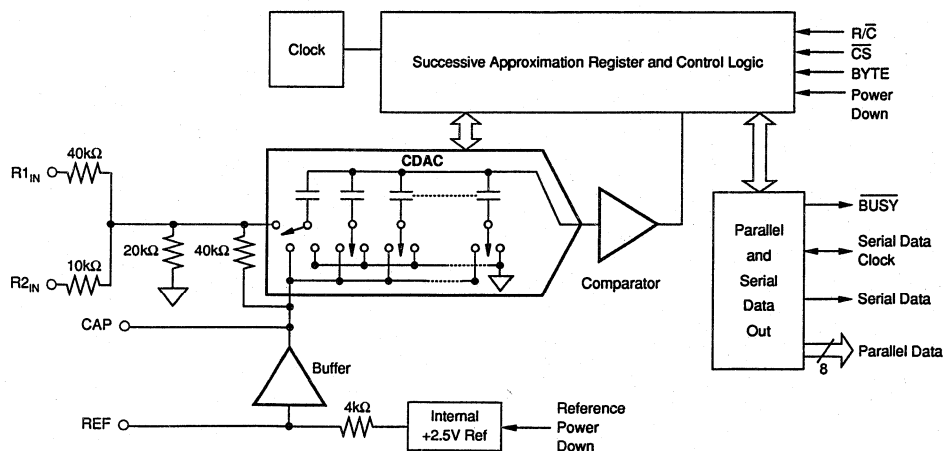 Clock
Successive Approximation Register and Control Logic
R/C̅
C̅S̅
BYTE
Power
Down
CDAC
40kΩ
R1IN
20kΩ
40kΩ
10kΩ
R2IN
Comparator
CAP
Buffer
REF
4kΩ
Internal
+2.5V Ref
Reference
Power
Down
Parallel
and
Serial
Data
Out
B̅U̅S̅Y̅
Serial Data
Clock
Serial Data
Parallel Data
8